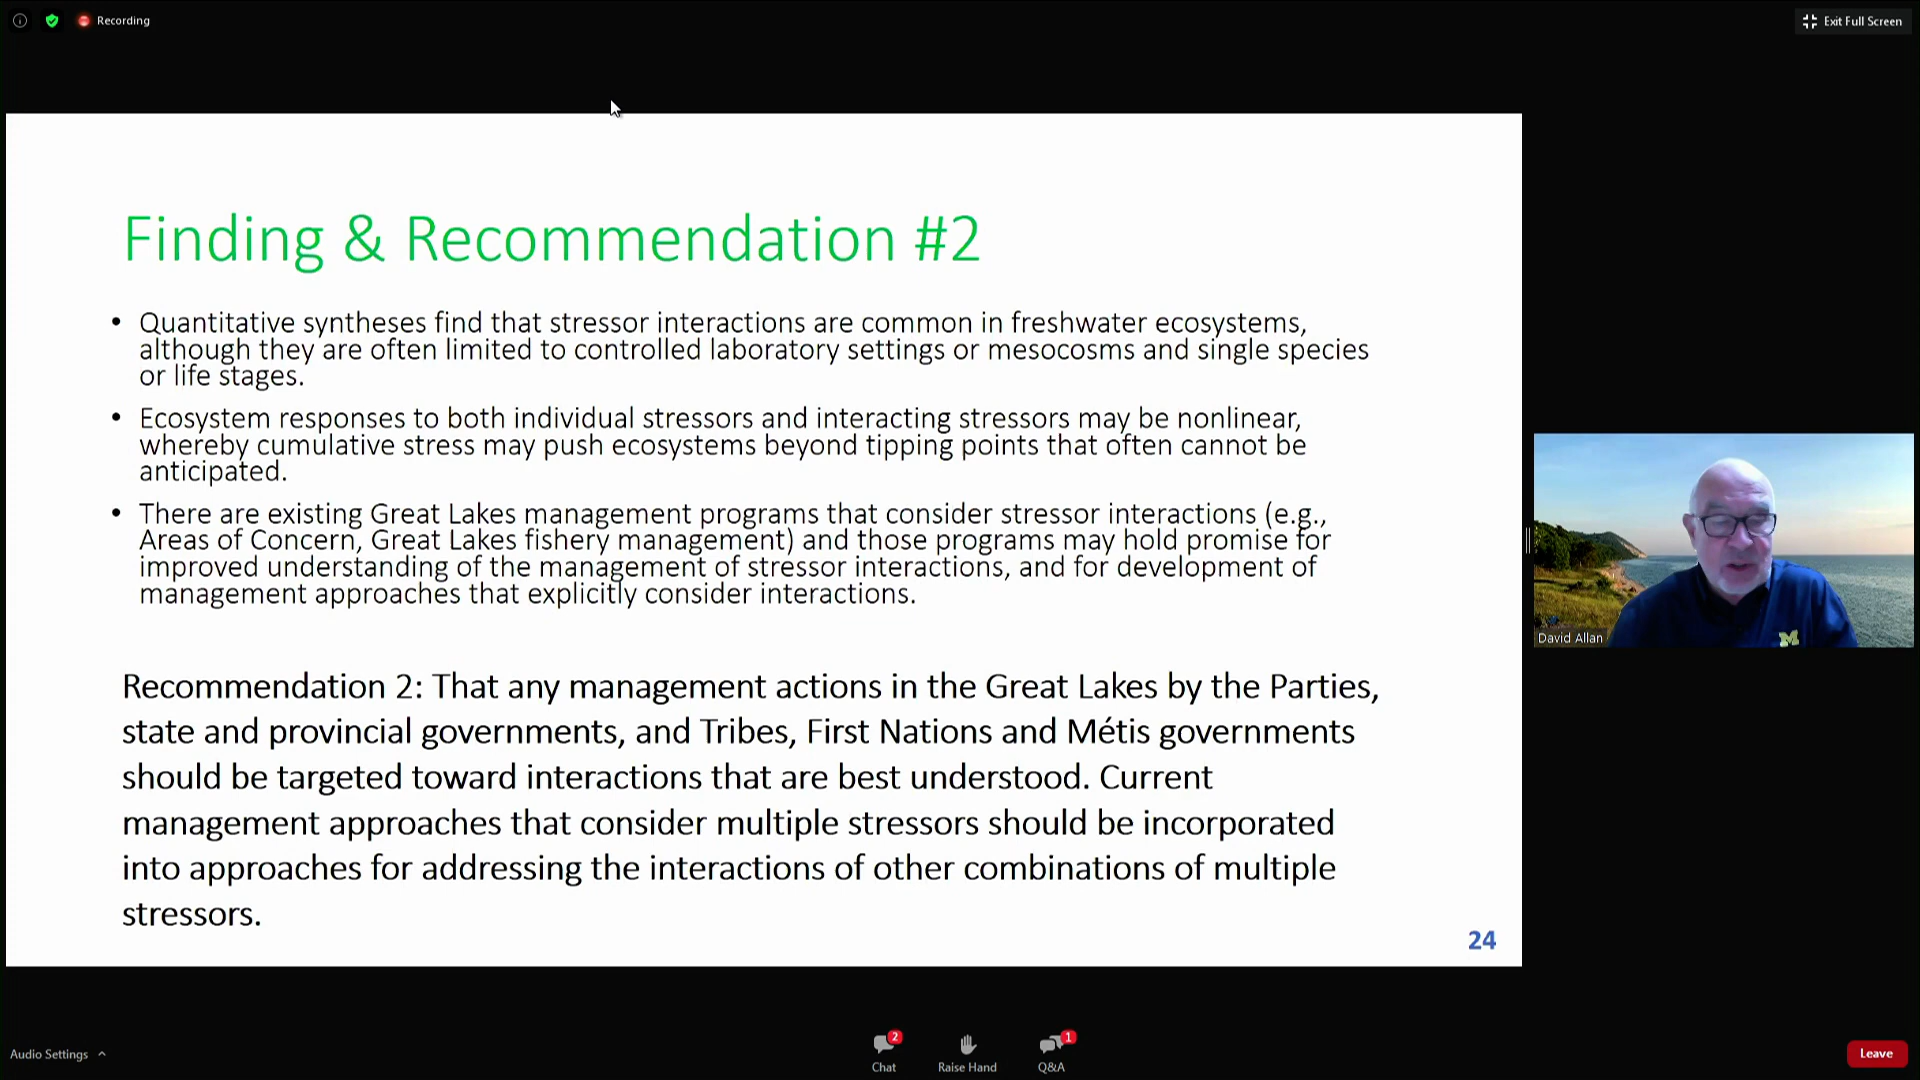 Recording
Exit Full Screen
Finding & Recommendation #2
• Quantitative syntheses find that stressor interactions are common in freshwater ecosystems,
although they are often limited to controlled laboratory settings or mesocosms and single species
or life stages.
• Ecosystem responses to both individual stressors and interacting stressors may be nonlinear,
whereby cumulative stress may push ecosystems beyond tipping points that often cannot be
anticipated.
• There are existing Great Lakes management programs that consider stressor interactions (e.g.,
Areas of Concern, Great Lakes fishery management) and those programs may hold promise for
improved understanding of the management of stressor interactions, and for development of
management approaches that explicitly consider interactions.
Recommendation 2: That any management actions in the Great Lakes by the Parties,
state and provincial governments, and Tribes, First Nations and Métis governments
should be targeted toward interactions that are best understood. Current
management approaches that consider multiple stressors should be incorporated
into approaches for addressing the interactions of other combinations of multiple
stressors.
24
David Allan
M
Audio Settings
2
Chat
Raise Hand
1
Q&A
Leave